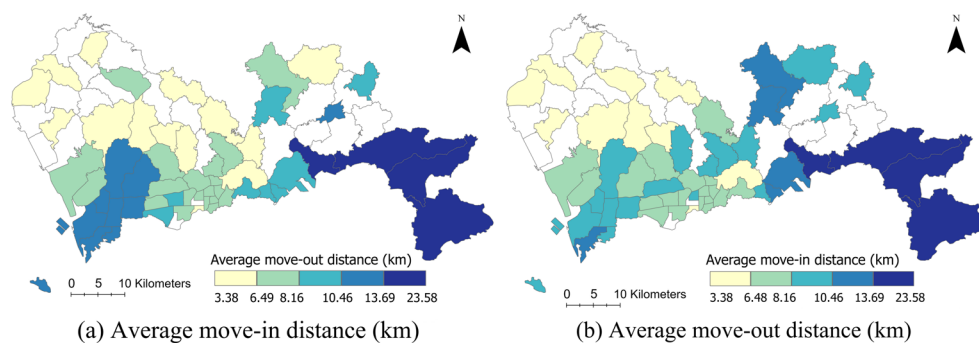 N
N
Average move-out distance (km)
3.38 6.49 8.16 10.46 13.69 23.58
0 5 10 Kilometers
Average move-in distance (km)
3.38 6.49 8.16 10.46 13.69 23.58
0 5 10 Kilometers
(a) Average move-in distance (km)
(b) Average move-out distance (km)